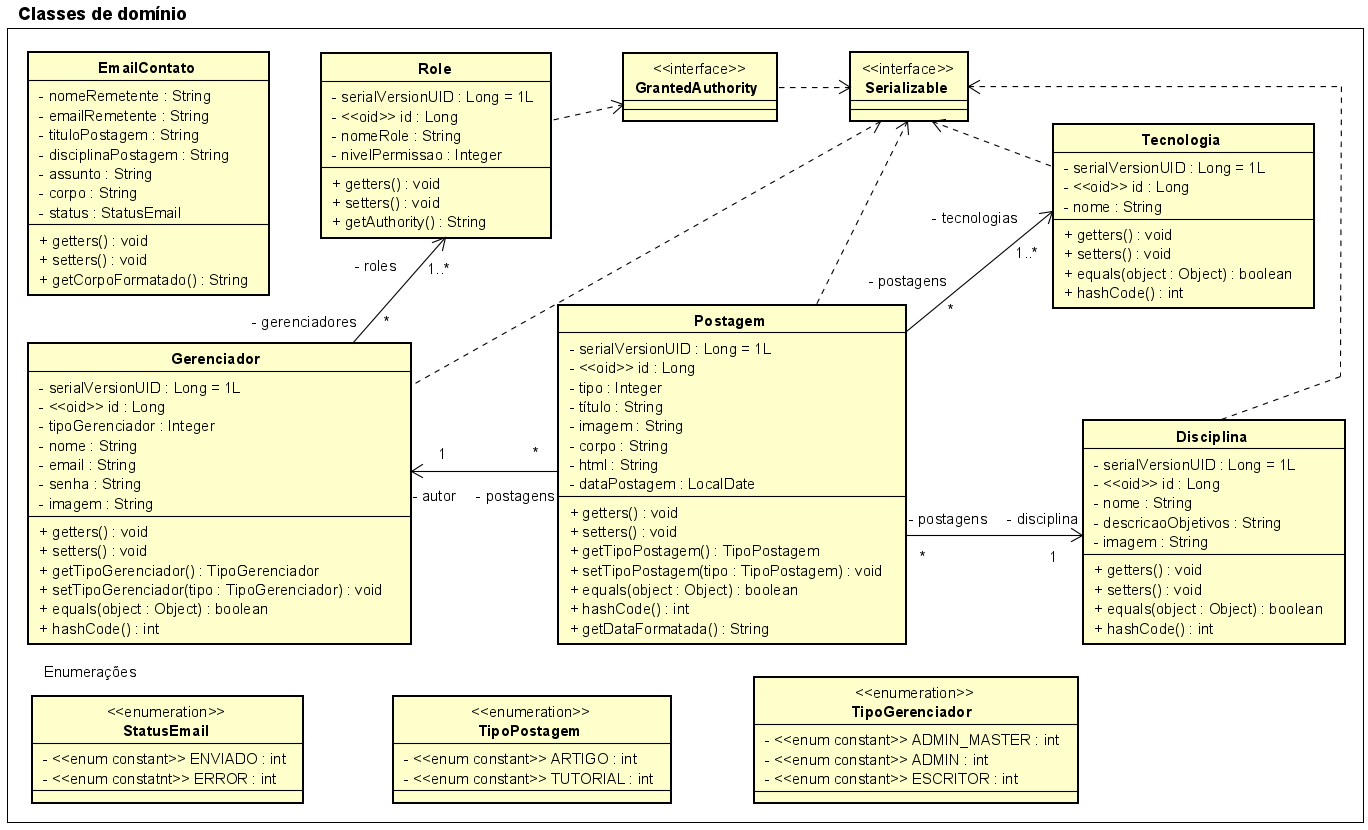 Classes de domínio
EmailContato
- nomeRemetente : String
- emailRemetente : String
- tituloPostagem : String
- disciplinaPostagem : String
- assunto : String
- corpo : String
- status : StatusEmail
+ getters() : void
+ setters() : void
+ getCorpoFormatado() : String
Role
- serialVersionUID : Long = 1L
- <<oid>> id : Long
- nomeRole : String
- nivelPermissao : Integer
+ getters() : void
+ setters() : void
+ getAuthority() : String
<<interface>>
GrantedAuthority
<<interface>>
Serializable
Tecnologia
- serialVersionUID : Long = 1L
- <<oid>> id : Long
- nome : String
+ getters() : void
+ setters() : void
+ equals(object : Object) : boolean
+ hashCode() : int
- roles
1..*
- gerenciadores
*
- tecnologias
1..*
- postagens
*
Gerenciador
- serialVersionUID : Long = 1L
- <<oid>> id : Long
- tipoGerenciador : Integer
- nome : String
- email : String
- senha : String
- imagem : String
+ getters() : void
+ setters() : void
+ getTipoGerenciador() : TipoGerenciador
+ setTipoGerenciador(tipo : TipoGerenciador) : void
+ equals(object : Object) : boolean
+ hashCode() : int
1
*
- autor
- postagens
Postagem
- serialVersionUID : Long = 1L
- <<oid>> id : Long
- tipo : Integer
- título : String
- imagem : String
- corpo : String
- html : String
- dataPostagem : LocalDate
+ getters() : void
+ setters() : void
+ getTipoPostagem() : TipoPostagem
+ setTipoPostagem(tipo : TipoPostagem) : void
+ equals(object : Object) : boolean
+ hashCode() : int
+ getDataFormatada() : String
- postagens
- disciplina
*
1
Disciplina
- serialVersionUID : Long = 1L
- <<oid>> id : Long
- nome : String
- descricaoObjetivos : String
- imagem : String
+ getters() : void
+ setters() : void
+ equals(object : Object) : boolean
+ hashCode() : int
Enumerações
<<enumeration>>
StatusEmail
- <<enum constant>> ENVIADO : int
- <<enum constatnt>> ERROR : int
<<enumeration>>
TipoPostagem
- <<enum constant>> ARTIGO : int
- <<enum constant>> TUTORIAL : int
<<enumeration>>
TipoGerenciador
- <<enum constant>> ADMIN_MASTER : int
- <<enum constant>> ADMIN : int
- <<enum constant>> ESCRITOR : int